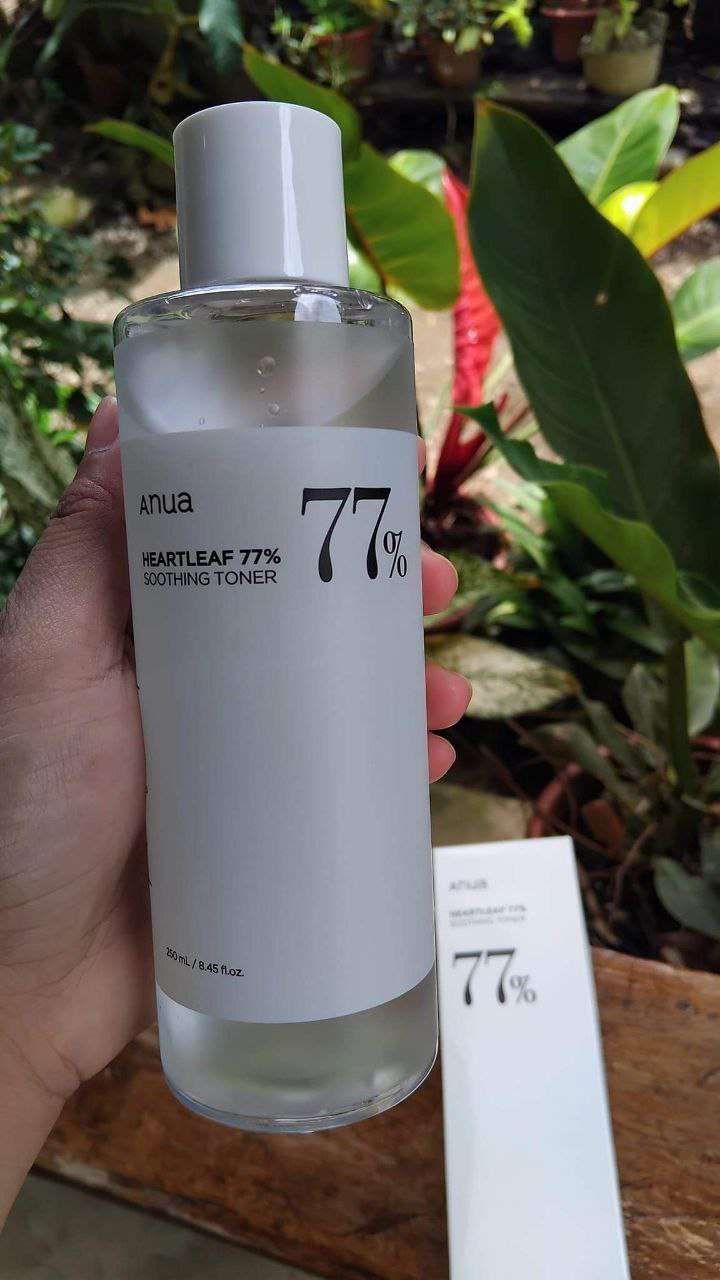 Anua
77%
HEARTLEAF 77%
SOOTHING TONER
250 mL / 8.45 fl.oz.
Anua
HEARTLEAF 77%
SOOTHING TONER
77%